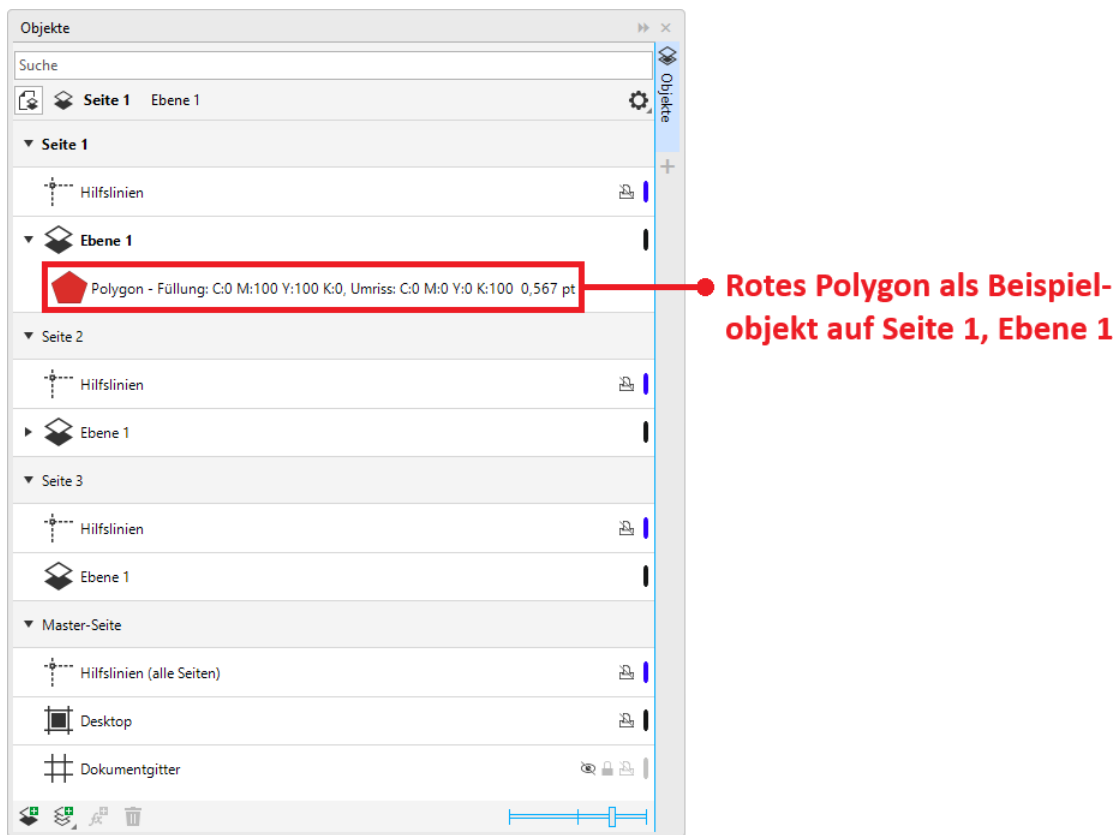 Objekte
Suche
Seite 1 Ebene 1
Objekte
Seite 1
Hilfslinien
Ebene 1
Polygon - Füllung: C:0 M:100 Y:100 K:0, Umriss: C:0 M:0 Y:0 K:100 0,567 pt
Rotes Polygon als Beispiel-
objekt auf Seite 1, Ebene 1
Seite 2
Hilfslinien
Ebene 1
Seite 3
Hilfslinien
Ebene 1
Master-Seite
Hilfslinien (alle Seiten)
Desktop
Dokumentgitter